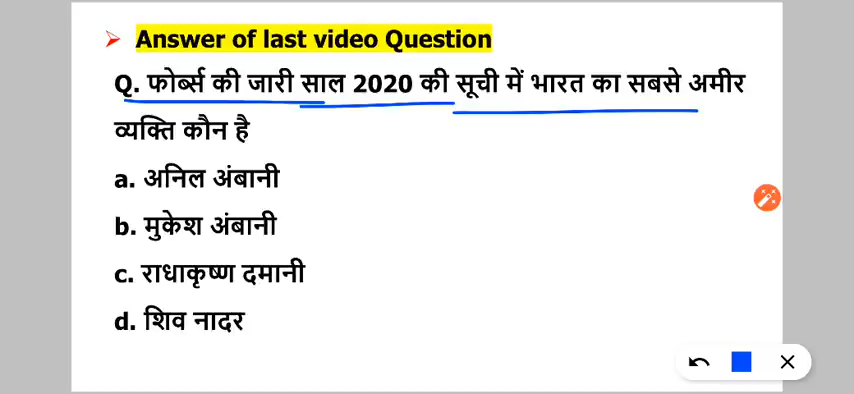 Answer of last video Question
Q. फोर्ब्स की जारी साल 2020 की सूची में भारत का सबसे अमीर
व्यक्ति कौन है
a. अनिल अंबानी
b. मुकेश अंबानी
c. राधाकृष्ण दमानी
d. शिव नादर